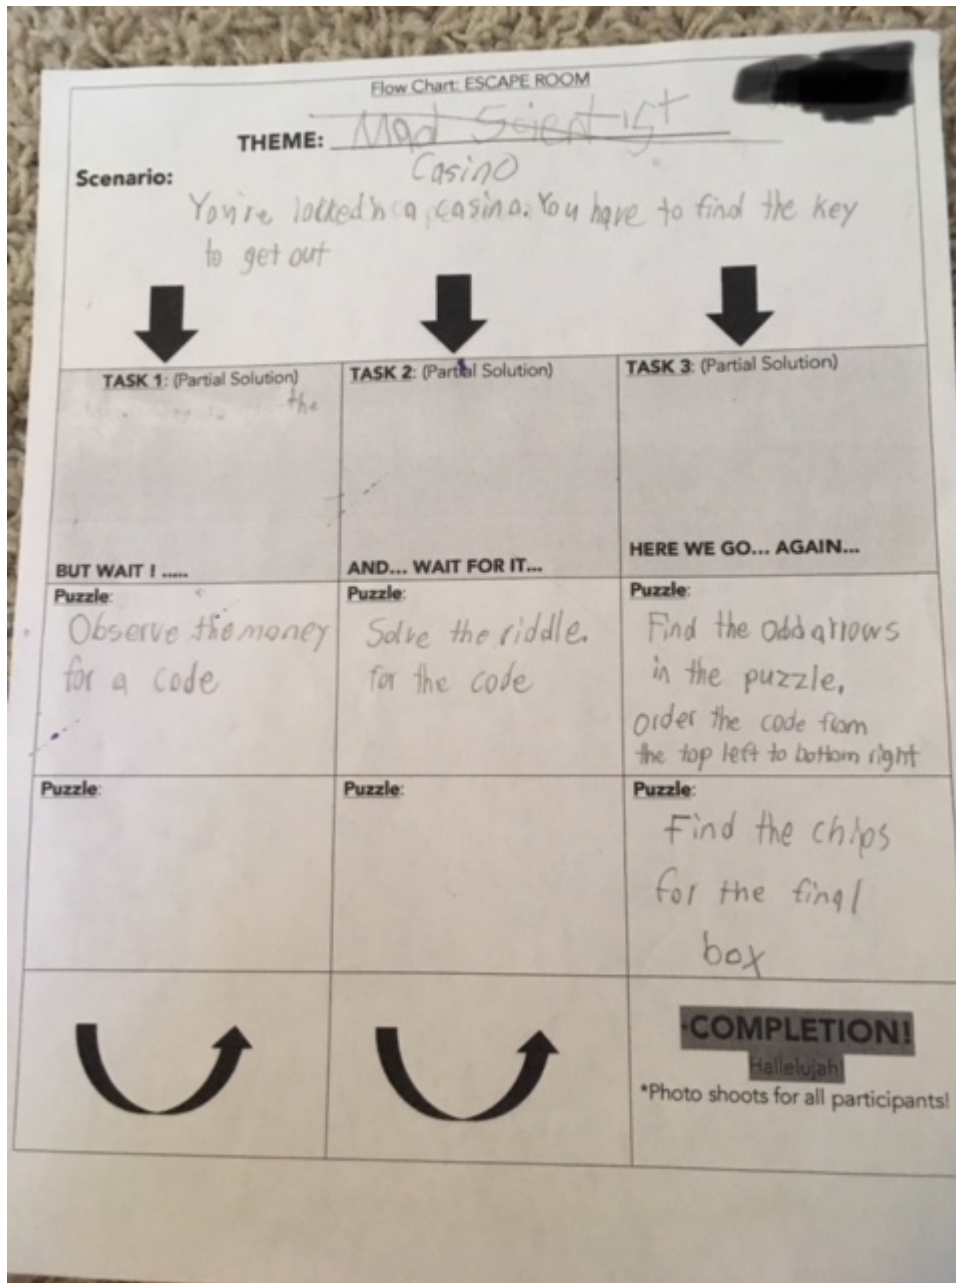 Flow Chart: ESCAPE ROOM
THEME: Mad Scientist
Casino
Scenario:
You're locked in a casino. You have to find the key
to get out
TASK 1: (Partial Solution)
the
BUT WAIT ! .....
Puzzle:
Observe the money
for a code
Puzzle:
TASK 2: (Partial Solution)
AND... WAIT FOR IT...
Puzzle:
Solve the riddle.
for the code
Puzzle:
TASK 3: (Partial Solution)
HERE WE GO... AGAIN...
Puzzle:
Find the odd arrows
in the puzzle,
order the code from
the top left to bottom right
Puzzle:
Find the chips
for the final
box
COMPLETION!
Hallelujah!
*Photo shoots for all participants!